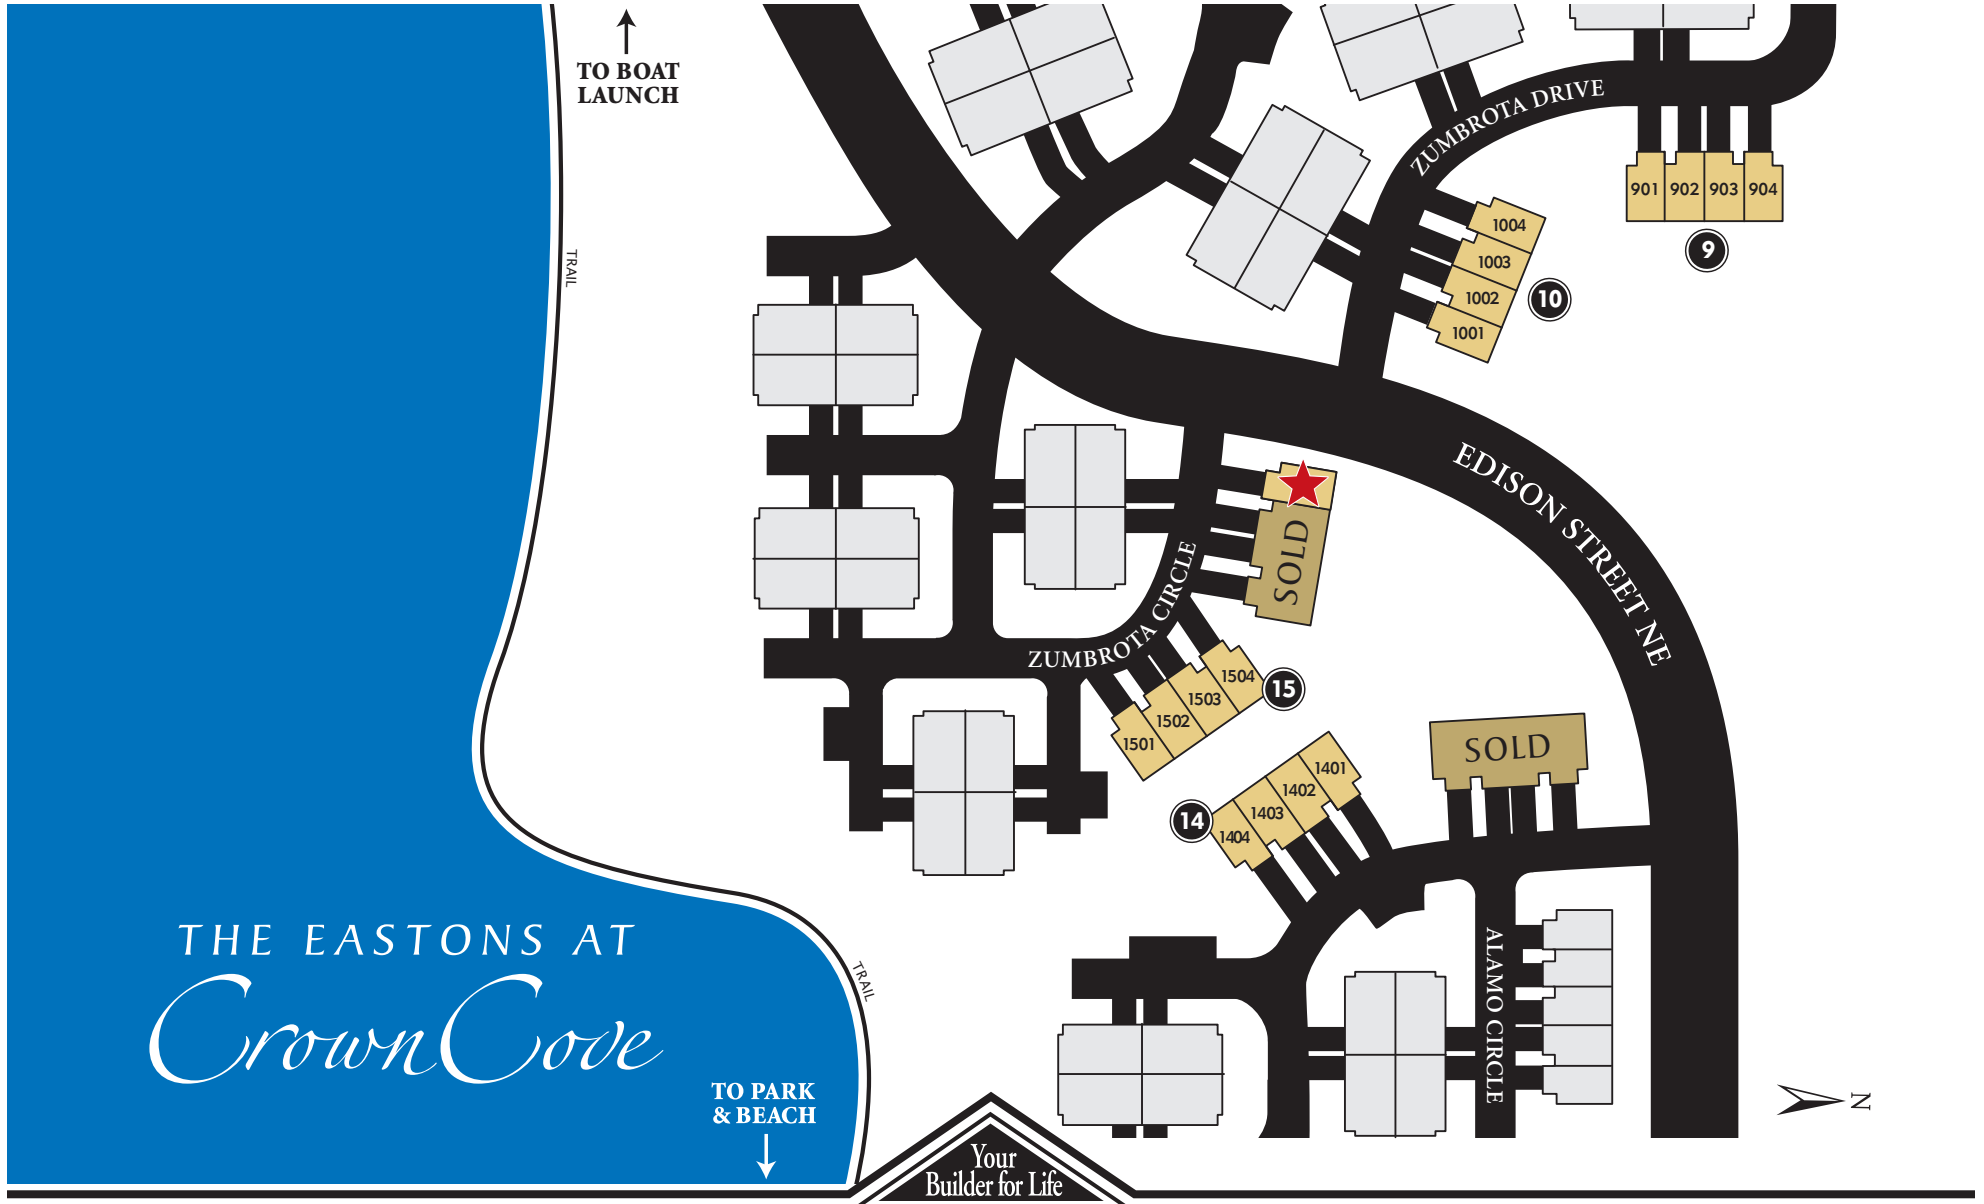 TO BOAT
LAUNCH
TRAIL
ZUMBROTA DRIVE
901 902 903 904
9
1004
1003
1002
1001
10
EDISON STREET NE
SOLD
ZUMBROTA CIRCLE
1504
1503
1502
1501
15
SOLD
1401
1402
1403
1404
14
ALAMO CIRCLE
THE EASTONS AT
Crown Cove
TRAIL
TO PARK
& BEACH
N
Your
Builder for Life